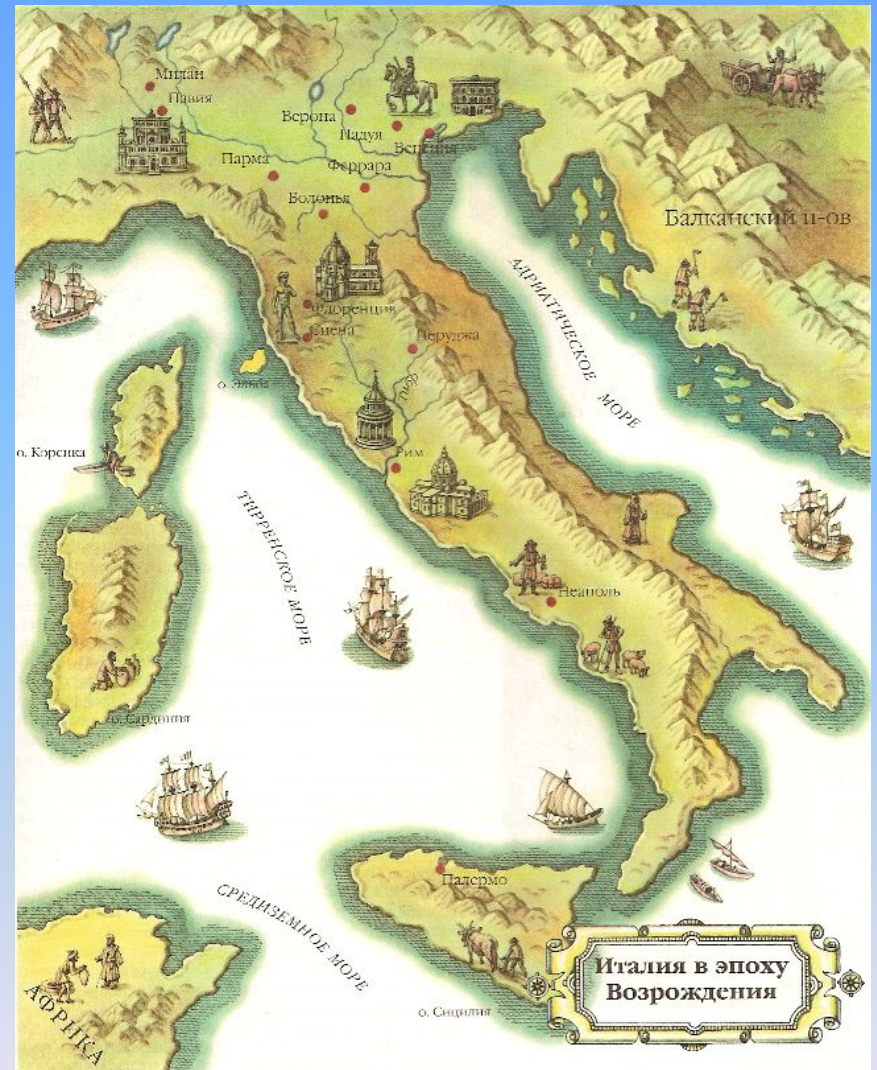 Милан
Павия
Верона
Падуя
Венеция
Парма
Феррара
Болонья
Балканский п-ов
АДРИАТИЧЕСКОЕ МОРЕ
Флоренция
Сиена
Перуджа
о. Эльба
Тибр
о. Корсика
Рим
ТИРРЕНСКОЕ МОРЕ
Неаполь
о. Сардиния
Палермо
СРЕДИЗЕМНОЕ МОРЕ
АФРИКА
о. Сицилия
Италия в эпоху
Возрождения